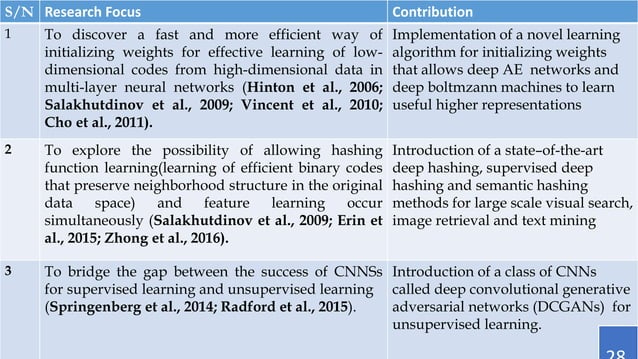 S/N Research Focus Contribution
1 To discover a fast and more efficient way of
initializing weights for effective learning of low-
dimensional codes from high-dimensional data in
multi-layer neural networks (Hinton et al., 2006;
Salakhutdinov et al., 2009; Vincent et al., 2010;
Cho et al., 2011).
Implementation of a novel learning
algorithm for initializing weights
that allows deep AE networks and
deep boltmzann machines to learn
useful higher representations
2 To explore the possibility of allowing hashing
function learning(learning of efficient binary codes
that preserve neighborhood structure in the original
data space) and feature learning occur
simultaneously (Salakhutdinov et al., 2009; Erin et
al., 2015; Zhong et al., 2016).
Introduction of a state–of-the-art
deep hashing, supervised deep
hashing and semantic hashing
methods for large scale visual search,
image retrieval and text mining
3 To bridge the gap between the success of CNNSs
for supervised learning and unsupervised learning
(Springenberg et al., 2014; Radford et al., 2015).
Introduction of a class of CNNs
called deep convolutional generative
adversarial networks (DCGANs) for
unsupervised learning.
28